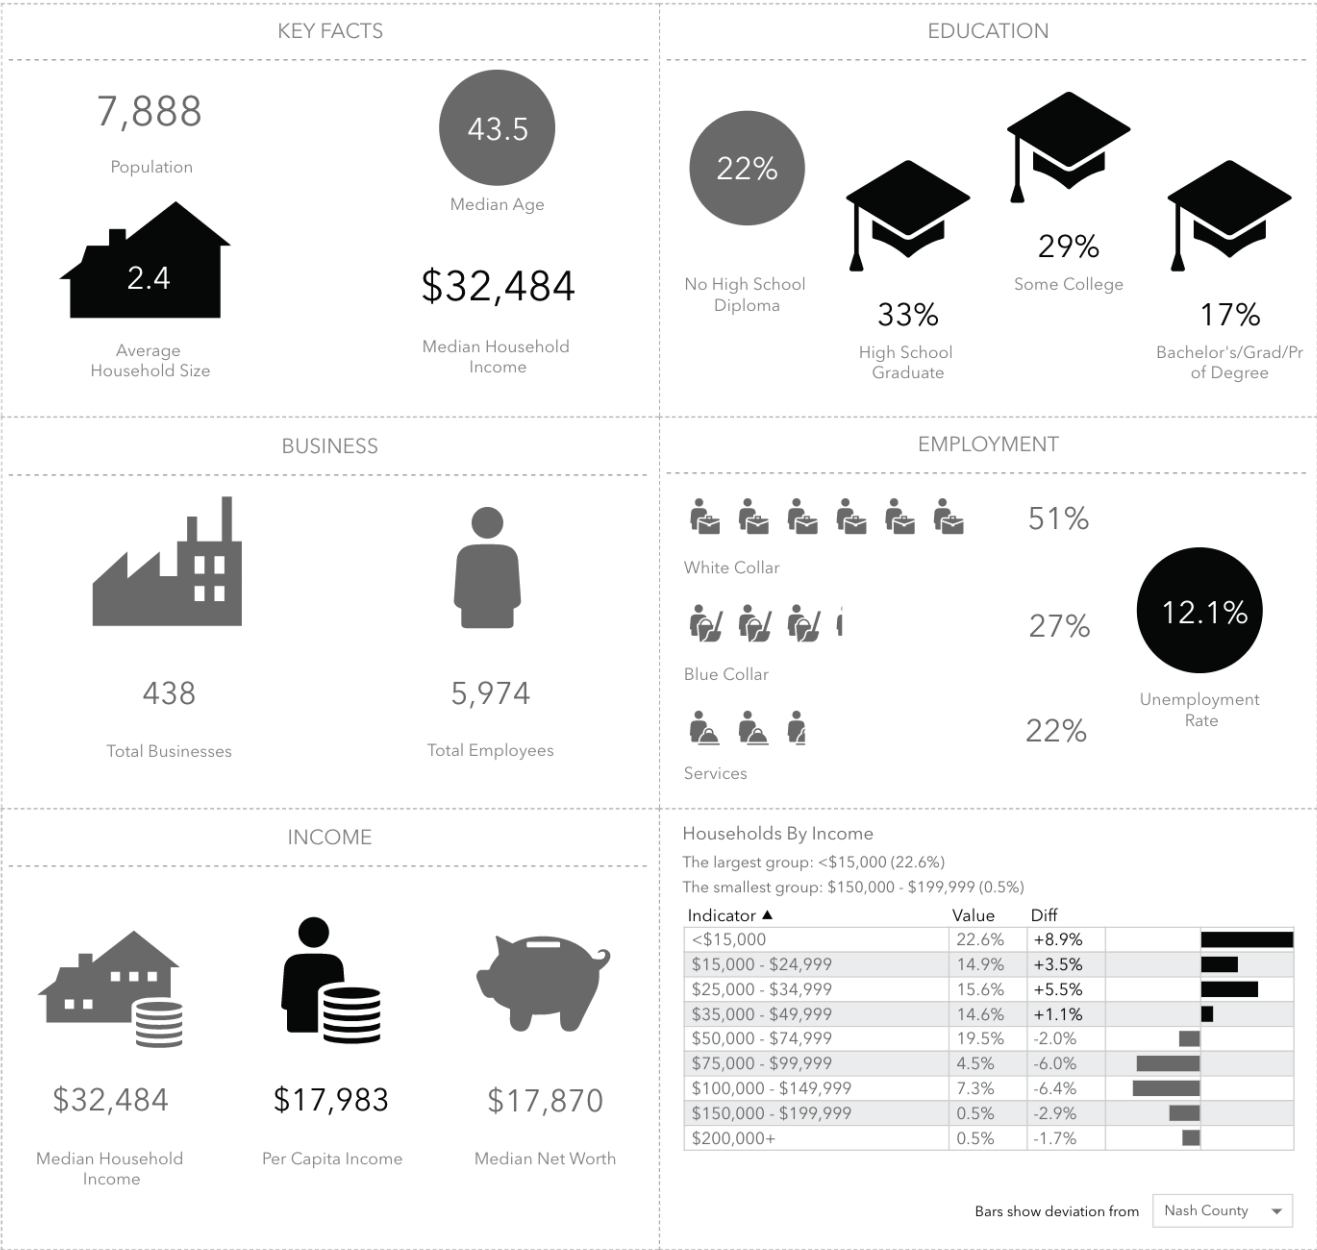 KEY FACTS
7,888
Population
43.5
Median Age
2.4
Average
Household Size
$32,484
Median Household
Income
EDUCATION
22%
No High School
Diploma
33%
High School
Graduate
29%
Some College
17%
Bachelor's/Grad/Pr
of Degree
BUSINESS
438
Total Businesses
5,974
Total Employees
EMPLOYMENT
51%
White Collar
27%
Blue Collar
22%
Services
12.1%
Unemployment
Rate
INCOME
$32,484
Median Household
Income
$17,983
Per Capita Income
$17,870
Median Net Worth
Households By Income
The largest group: <$15,000 (22.6%)
The smallest group: $150,000 - $199,999 (0.5%)
Indicator ▲ Value Diff
<$15,000 22.6% +8.9%
$15,000 - $24,999 14.9% +3.5%
$25,000 - $34,999 15.6% +5.5%
$35,000 - $49,999 14.6% +1.1%
$50,000 - $74,999 19.5% -2.0%
$75,000 - $99,999 4.5% -6.0%
$100,000 - $149,999 7.3% -6.4%
$150,000 - $199,999 0.5% -2.9%
$200,000+ 0.5% -1.7%
Bars show deviation from Nash County